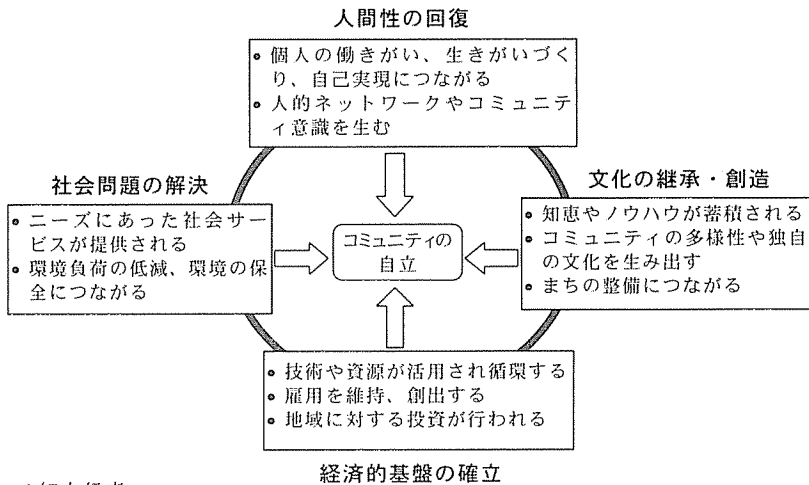 人間性の回復
• 個人の働きがい、生きがいづく
り、自己実現につながる
• 人的ネットワークやコミュニテ
ィ意識を生む
社会問題の解決
• ニーズにあった社会サー
ビスが提供される
• 環境負荷の低減、環境の保
全につながる
コミュニティの
自立
文化の継承・創造
• 知恵やノウハウが蓄積される
• コミュニティの多様性や独自
の文化を生み出す
• まちの整備につながる
• 技術や資源が活用され循環する
• 雇用を維持、創出する
• 地域に対する投資が行われる
経済的基盤の確立